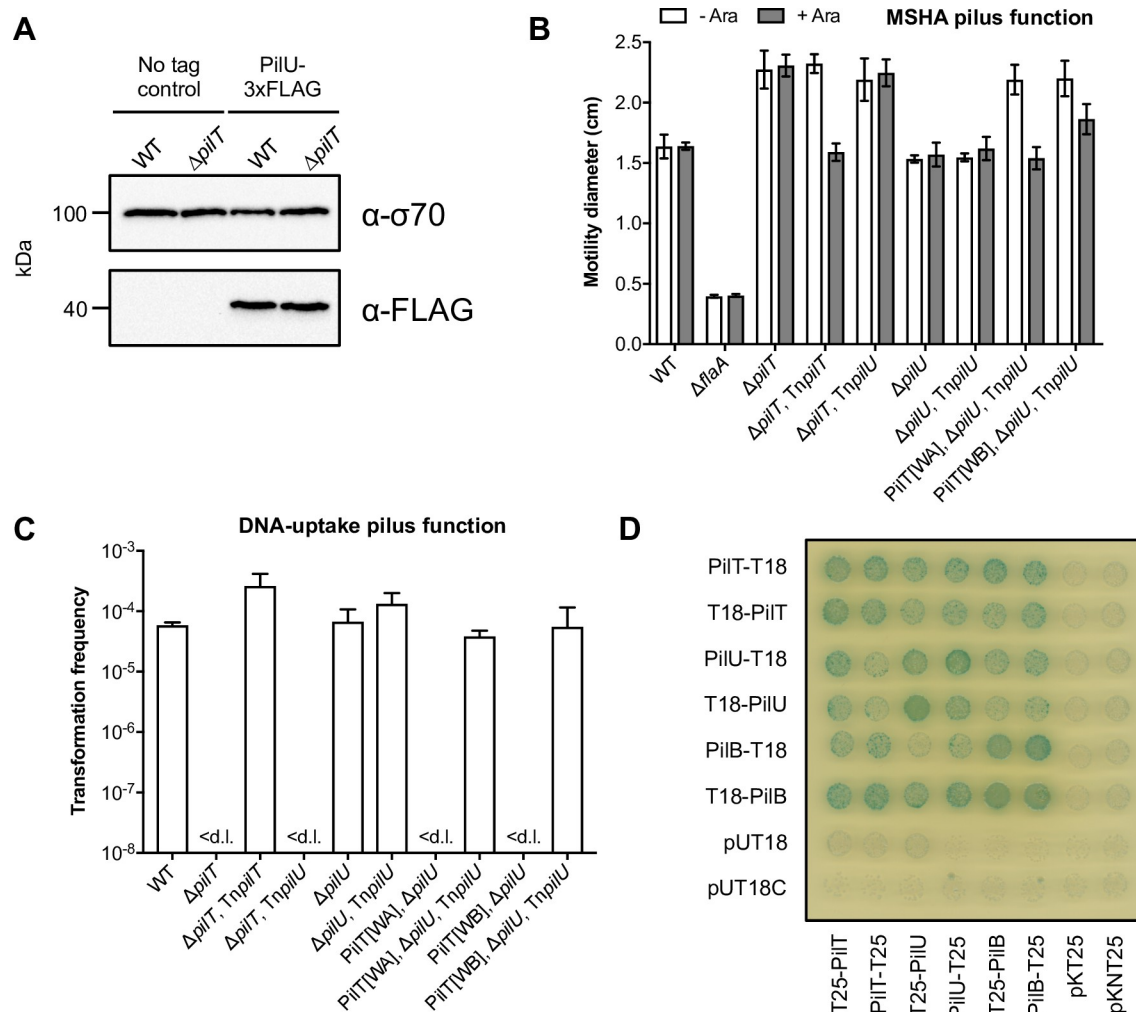 A
No tag
control
PilU-
3xFLAG
WT
ΔpilT
WT
ΔpilT
kDa
100
α-σ70
40
α-FLAG
B
- Ara
+ Ara
MSHA pilus function
Motility diameter (cm)
2.5
2.0
1.5
1.0
0.5
0.0
WT
ΔflaA
ΔpilT
ΔpilT, TnpilT
ΔpilT, TnpilU
ΔpilU
ΔpilU, TnpilU
PilT[WA], ΔpilU, TnpilU
PilT[WB], ΔpilU, TnpilU
C
DNA-uptake pilus function
Transformation frequency
10-3
10-4
10-5
10-6
10-7
10-8
<d.l.
<d.l.
<d.l.
<d.l.
WT
ΔpilT
ΔpilT, TnpilT
ΔpilT, TnpilU
ΔpilU
ΔpilU, TnpilU
PilT[WA], ΔpilU
PilT[WA], ΔpilU, TnpilU
PilT[WB], ΔpilU
PilT[WB], ΔpilU, TnpilU
D
PilT-T18
T18-PilT
PilU-T18
T18-PilU
PilB-T18
T18-PilB
pUT18
pUT18C
T25-PilT
PilT-T25
T25-PilU
PilU-T25
T25-PilB
PilB-T25
pKT25
pKNT25